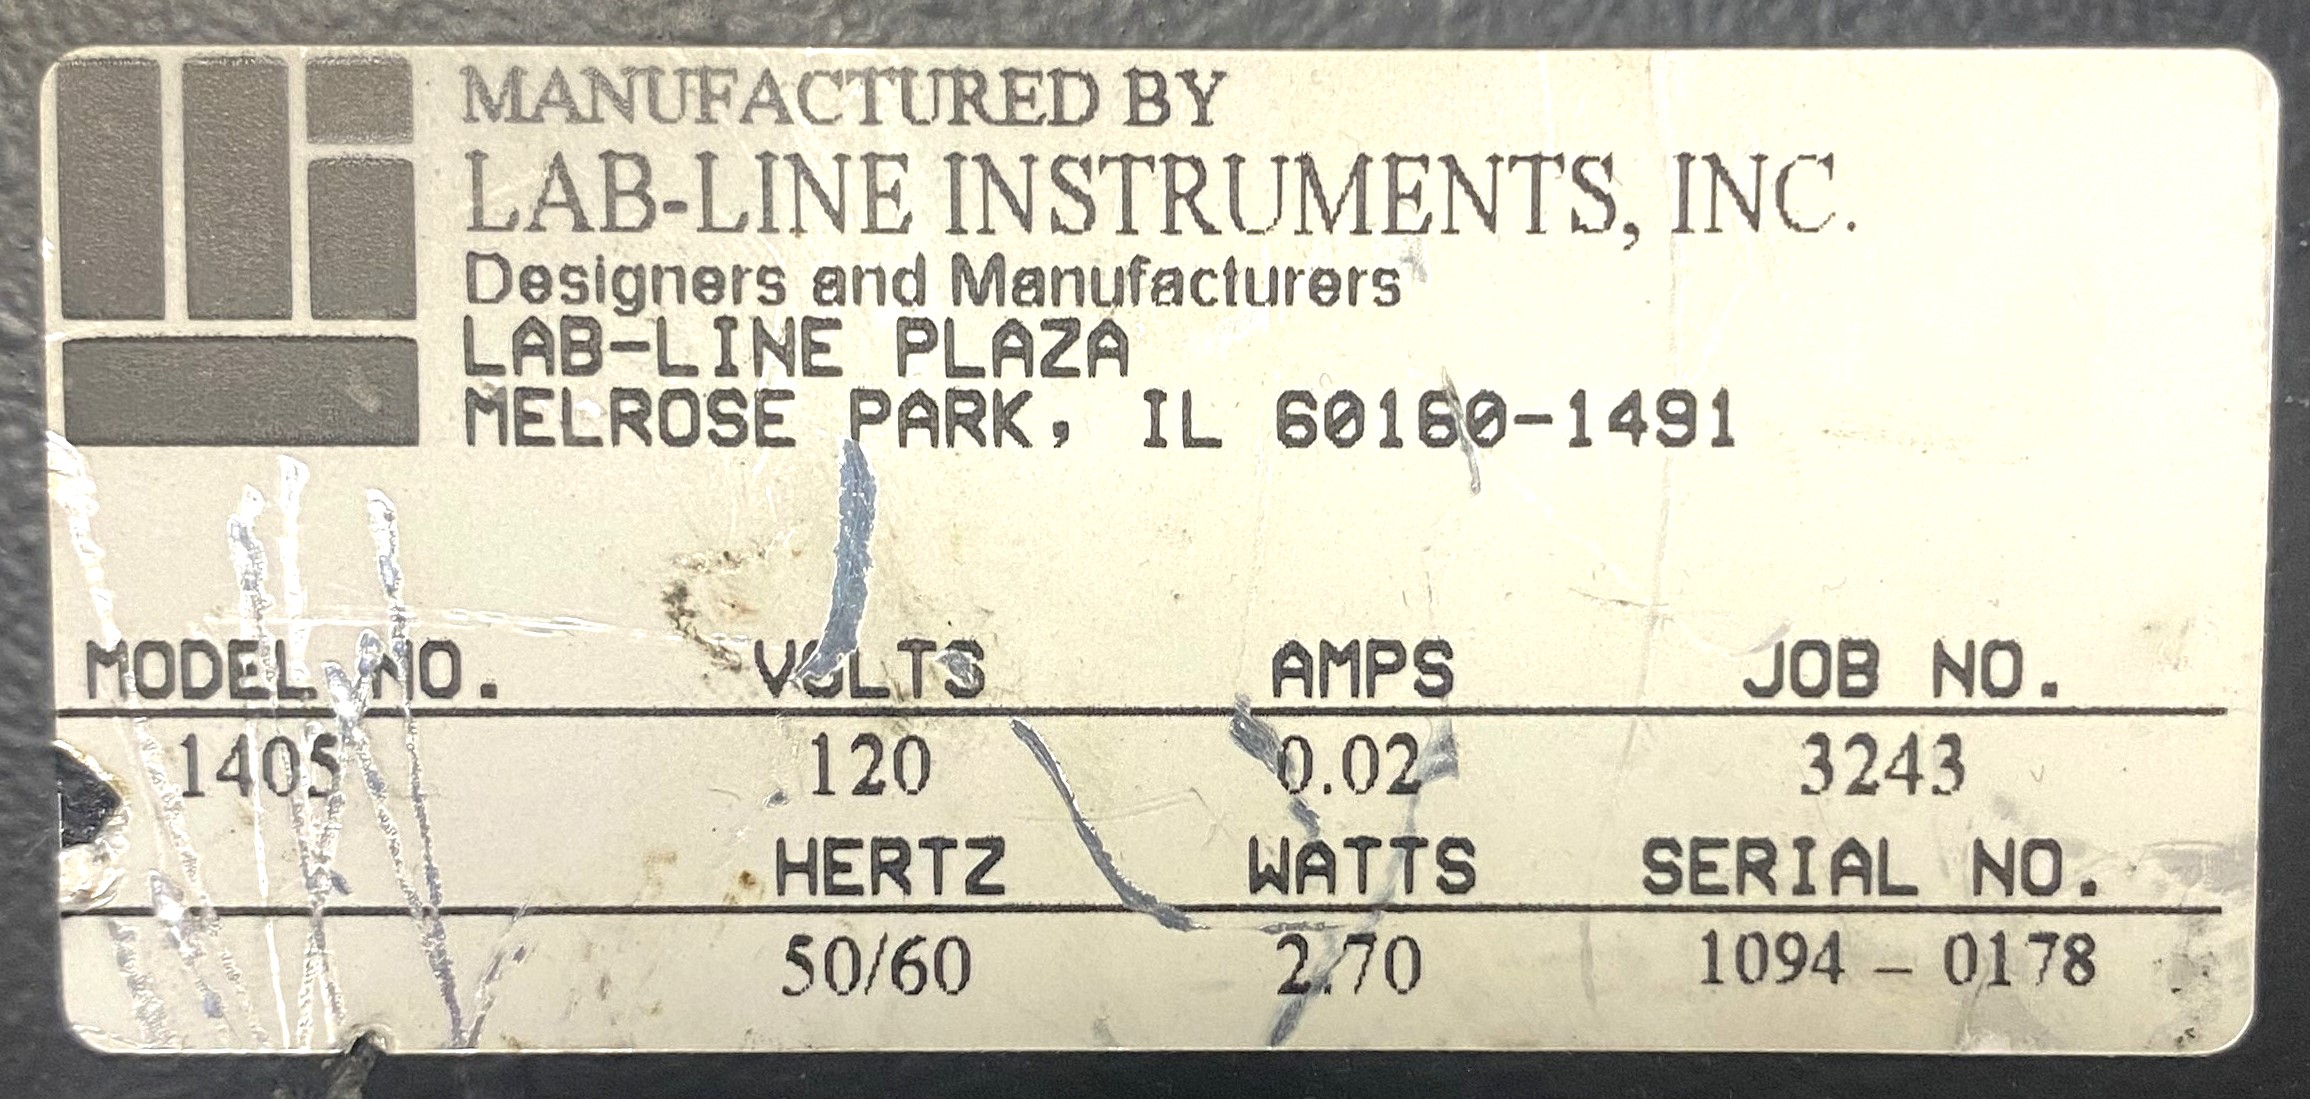 MANUFACTURED BY
LAB-LINE INSTRUMENTS, INC.
Designers and Manufacturers
LAB-LINE PLAZA
MELROSE PARK, IL 60160-1491
MODEL NO. VOLTS AMPS JOB NO.
1405 120 0.02 3243
HERTZ WATTS SERIAL NO.
50/60 2.70 1094 - 0178